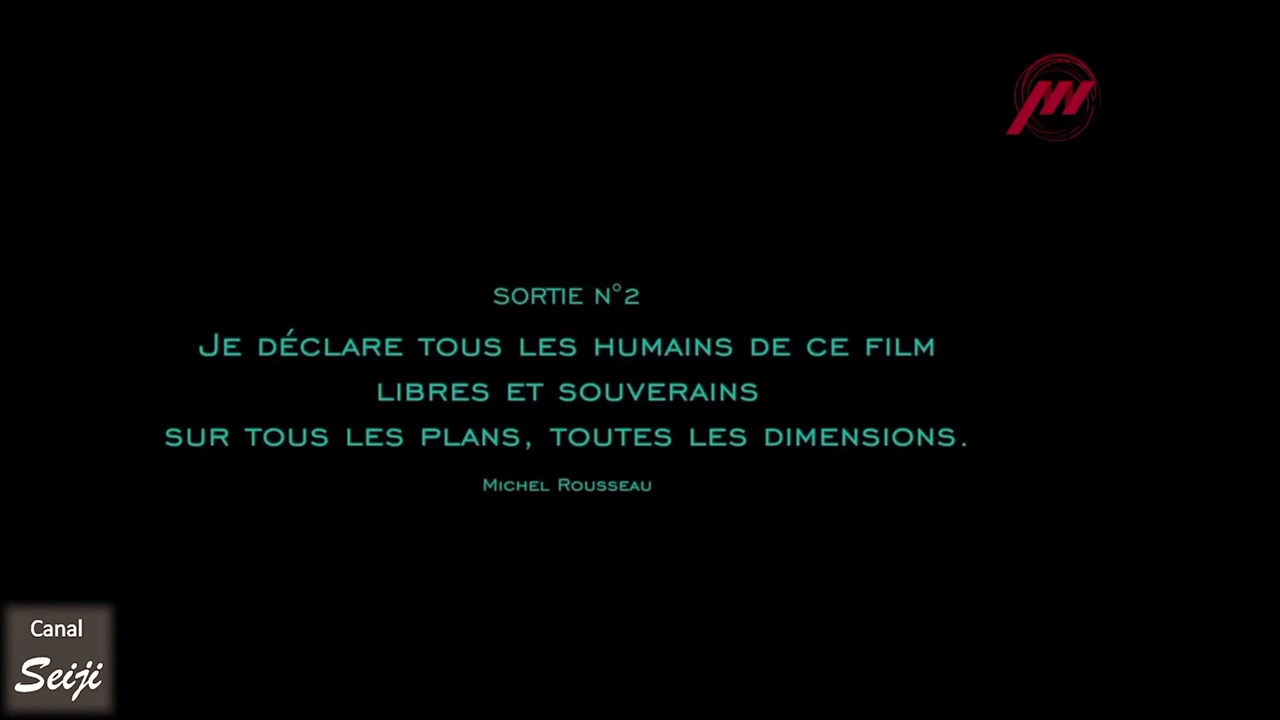 SORTIE N°2
JE DÉCLARE TOUS LES HUMAINS DE CE FILM
LIBRES ET SOUVERAINS
SUR TOUS LES PLANS, TOUTES LES DIMENSIONS.
MICHEL ROUSSEAU
Canal
Seiji